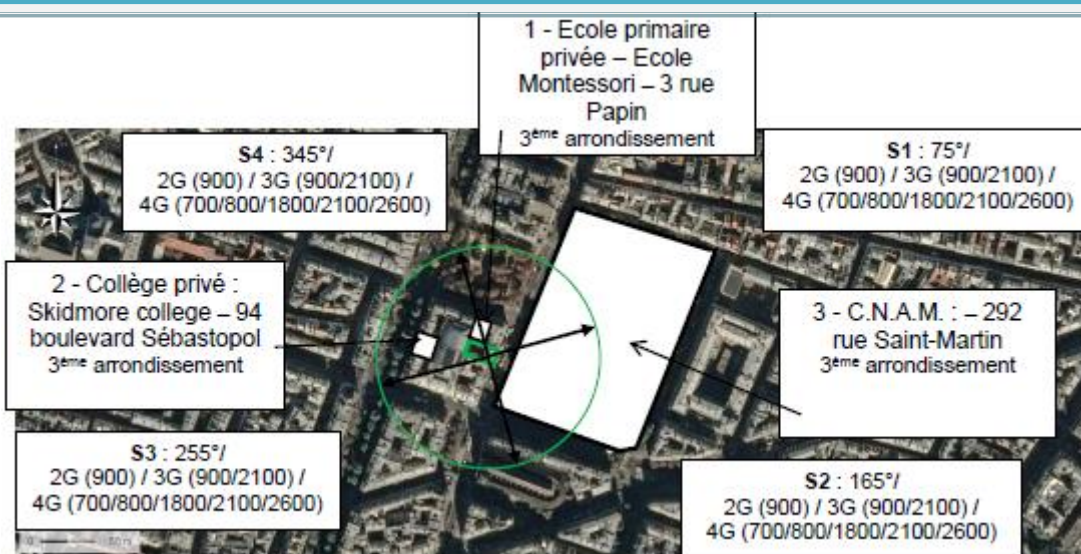 1 - Ecole primaire
privée – Ecole
Montessori – 3 rue
Papin
3ème arrondissement
S4 : 345°/
2G (900) / 3G (900/2100) /
4G (700/800/1800/2100/2600)
S1 : 75°/
2G (900) / 3G (900/2100) /
4G (700/800/1800/2100/2600)
2 - Collège privé :
Skidmore college – 94
boulevard Sébastopol
3ème arrondissement
3 - C.N.A.M. : – 292
rue Saint-Martin
3ème arrondissement
S3 : 255°/
2G (900) / 3G (900/2100) /
4G (700/800/1800/2100/2600)
S2 : 165°/
2G (900) / 3G (900/2100) /
4G (700/800/1800/2100/2600)